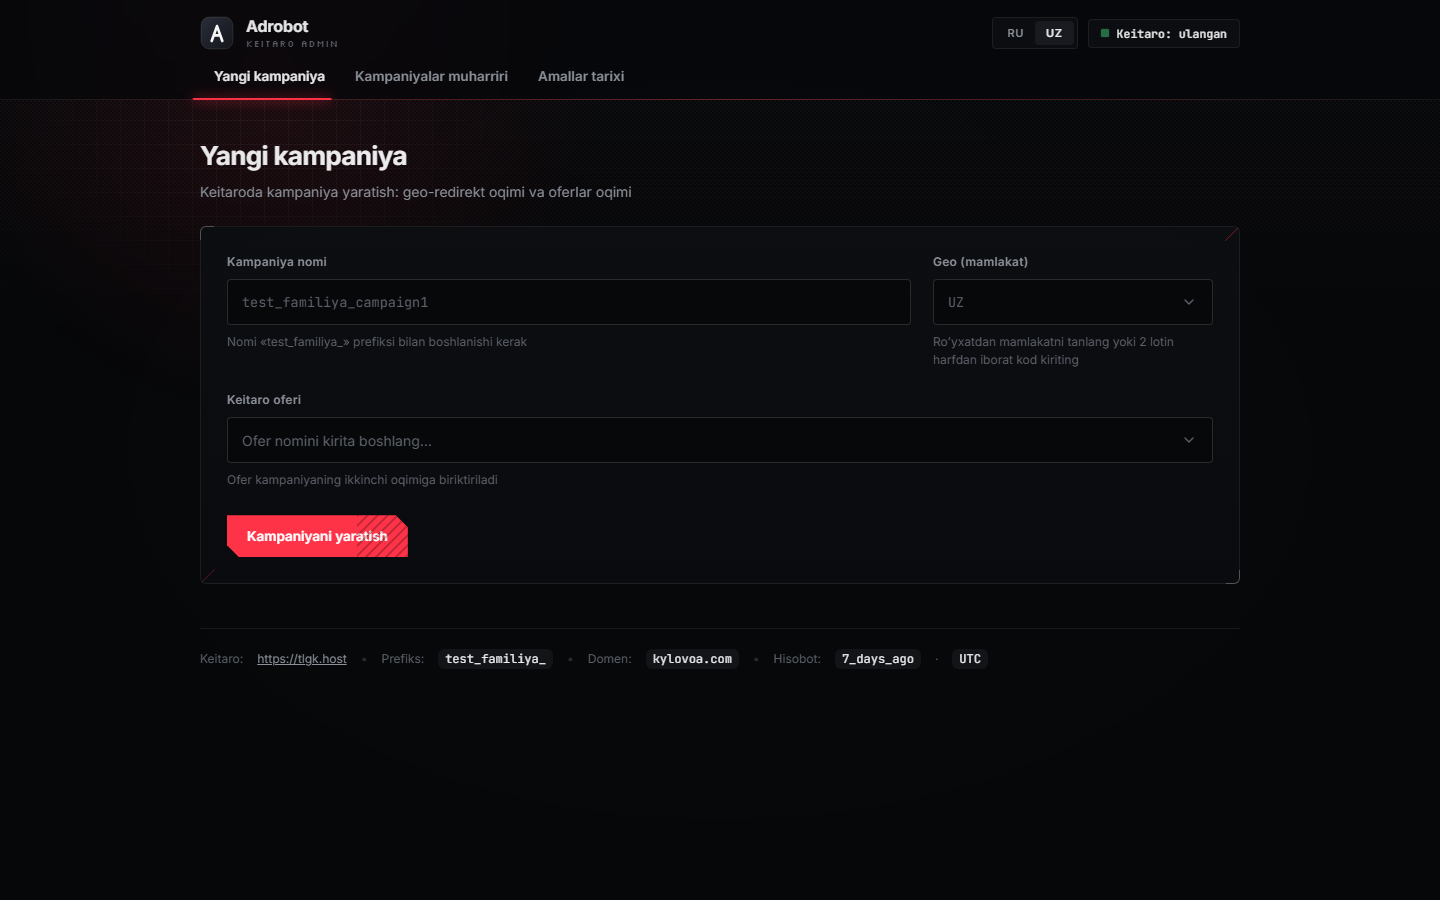 Adrobot
KEITARO ADMIN
RU UZ
Keitaro: ulangan
Yangi kampaniya Kampaniyalar muharriri Amallar tarixi
Yangi kampaniya
Keitaroda kampaniya yaratish: geo-redirekt oqimi va oferlar oqimi
Kampaniya nomi
test_familiya_campaign1
Nomi «test_familiya_» prefiksi bilan boshlanishi kerak
Geo (mamlakat)
UZ
Roʻyxatdan mamlakatni tanlang yoki 2 lotin
harfdan iborat kod kiriting
Keitaro oferi
Ofer nomini kirita boshlang...
Ofer kampaniyaning ikkinchi oqimiga biriktiriladi
Kampaniyani yaratish
Keitaro: https://tlgk.host • Prefiks: test_familiya_ • Domen: kylovoa.com • Hisobot: 7_days_ago · UTC